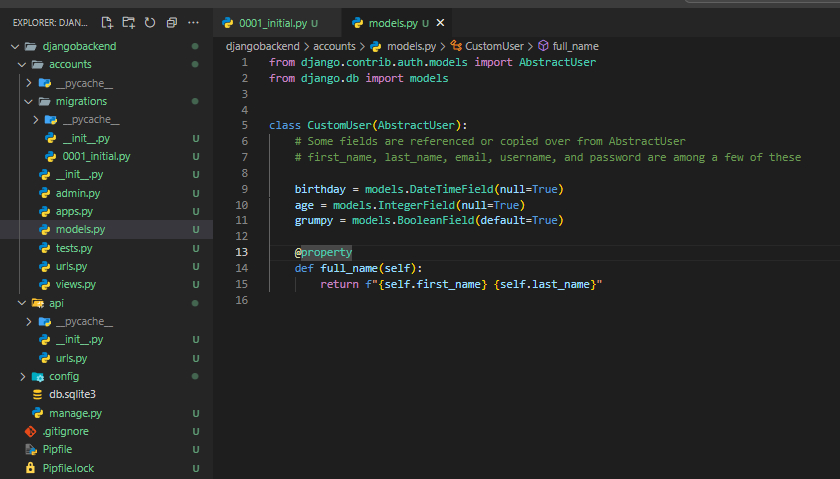 EXPLORER: DJAN...
0001_initial.py U
models.py U
djangobackend
accounts
__pycache__
migrations
__pycache__
__init__.py U
0001_initial.py U
__init__.py U
admin.py U
apps.py U
models.py U
tests.py U
urls.py U
views.py U
api
__pycache__
__init__.py U
urls.py U
config
db.sqlite3
manage.py U
.gitignore U
Pipfile U
Pipfile.lock U
djangobackend > accounts > models.py > CustomUser > full_name
1 from django.contrib.auth.models import AbstractUser
2 from django.db import models
3
4
5 class CustomUser(AbstractUser):
6 # Some fields are referenced or copied over from AbstractUser
7 # first_name, last_name, email, username, and password are among a few of these
8
9 birthday = models.DateTimeField(null=True)
10 age = models.IntegerField(null=True)
11 grumpy = models.BooleanField(default=True)
12
13 @property
14 def full_name(self):
15 return f"{self.first_name} {self.last_name}"
16